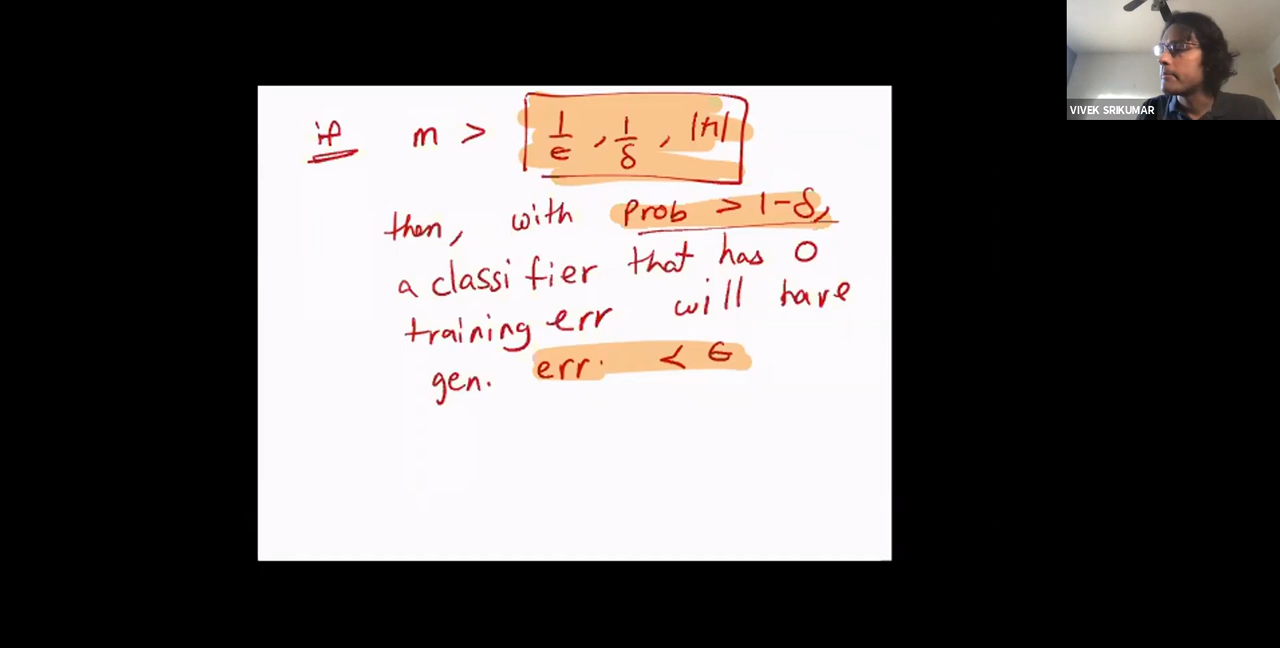 VIVEK SRIKUMAR
if m > 1/ϵ, 1/δ, |H|
then, with Prob > 1-δ,
a classifier that has 0
training err will have
gen. err. < ϵ